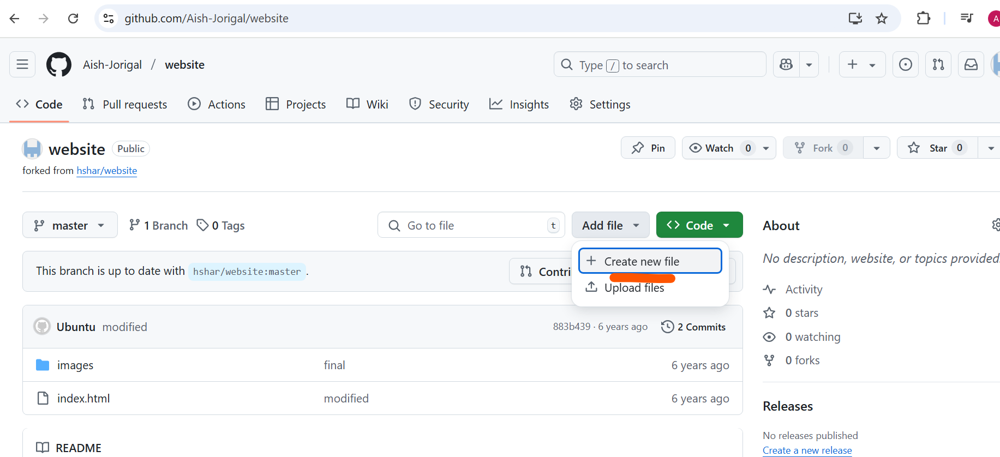 github.com/Aish-Jorigal/website
A
Aish-Jorigal / website
Type / to search
Code Pull requests Actions Projects Wiki Security Insights Settings
website Public
Pin Watch 0 Fork 0 Star 0
forked from hshar/website
master 1 Branch 0 Tags Go to file t Add file Code
About
Create new file
Upload files
No description, website, or topics provided.
This branch is up to date with hshar/website:master .
Contri
Activity
0 stars
0 watching
0 forks
Ubuntu modified 883b439 · 6 years ago 2 Commits
images final 6 years ago
index.html modified 6 years ago
README
Releases
No releases published
Create a new release